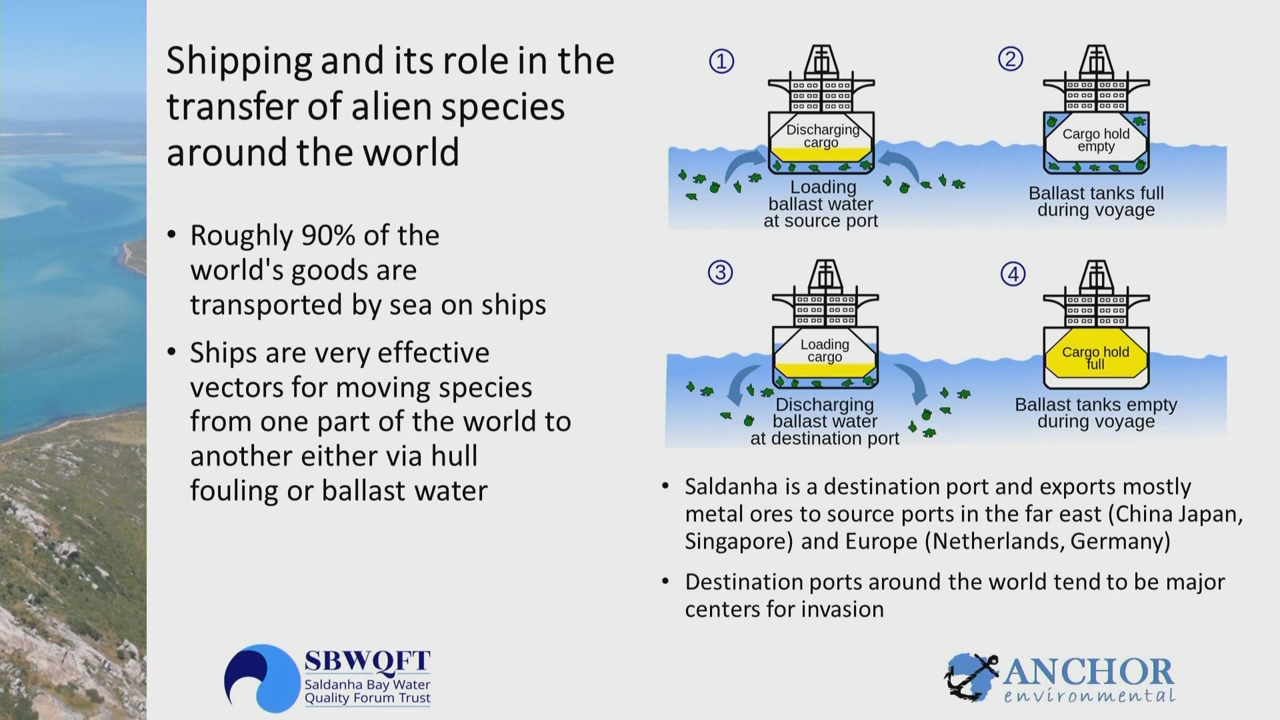 Shipping and its role in the
transfer of alien species
around the world
• Roughly 90% of the
world's goods are
transported by sea on ships
• Ships are very effective
vectors for moving species
from one part of the world to
another either via hull
fouling or ballast water
1
Discharging
cargo
Loading
ballast water
at source port
2
Cargo hold
empty
Ballast tanks full
during voyage
3
Loading
cargo
Discharging
ballast water
at destination port
4
Cargo hold
full
Ballast tanks empty
during voyage
• Saldanha is a destination port and exports mostly
metal ores to source ports in the far east (China Japan,
Singapore) and Europe (Netherlands, Germany)
• Destination ports around the world tend to be major
centers for invasion
SBWQFT
Saldanha Bay Water
Quality Forum Trust
ANCHOR
environmental